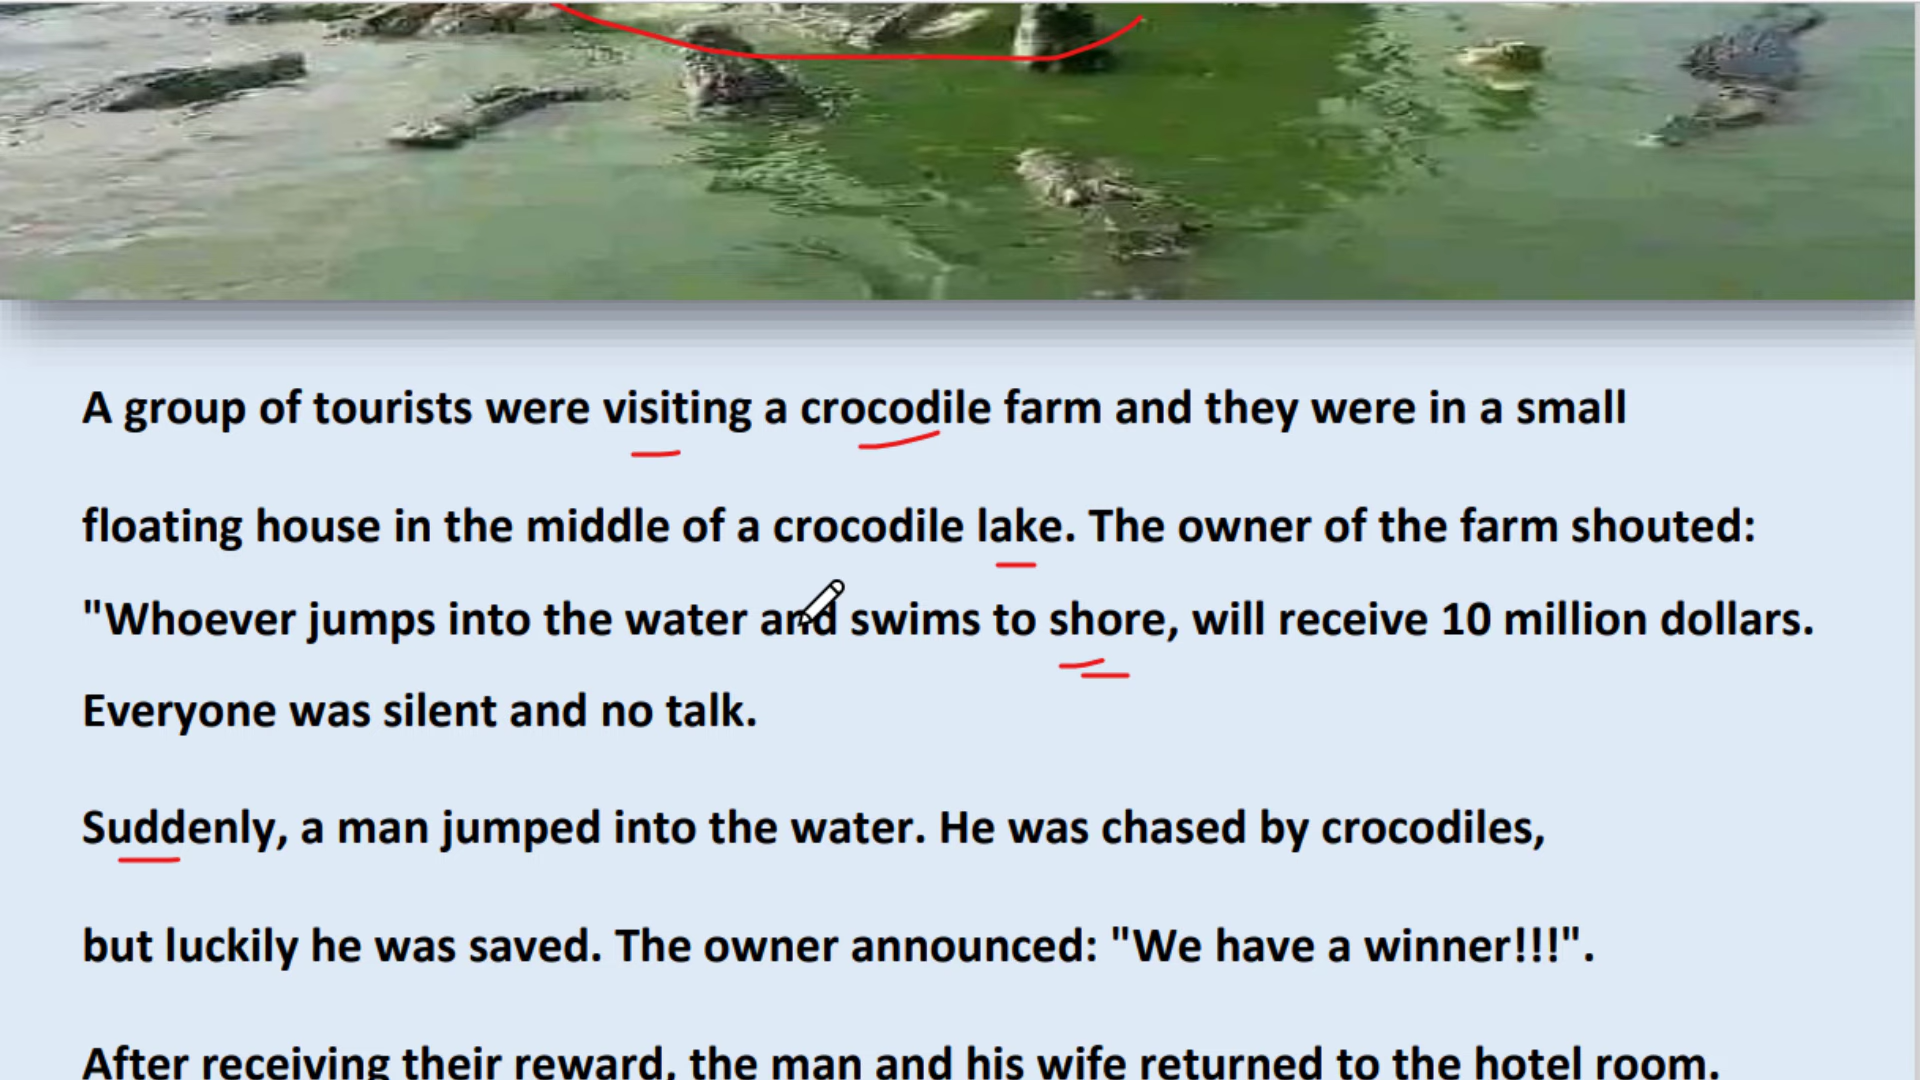 A group of tourists were visiting a crocodile farm and they were in a small
floating house in the middle of a crocodile lake. The owner of the farm shouted:
"Whoever jumps into the water and swims to shore, will receive 10 million dollars.
Everyone was silent and no talk.
Suddenly, a man jumped into the water. He was chased by crocodiles,
but luckily he was saved. The owner announced: "We have a winner!!!".
After receiving their reward, the man and his wife returned to the hotel room.